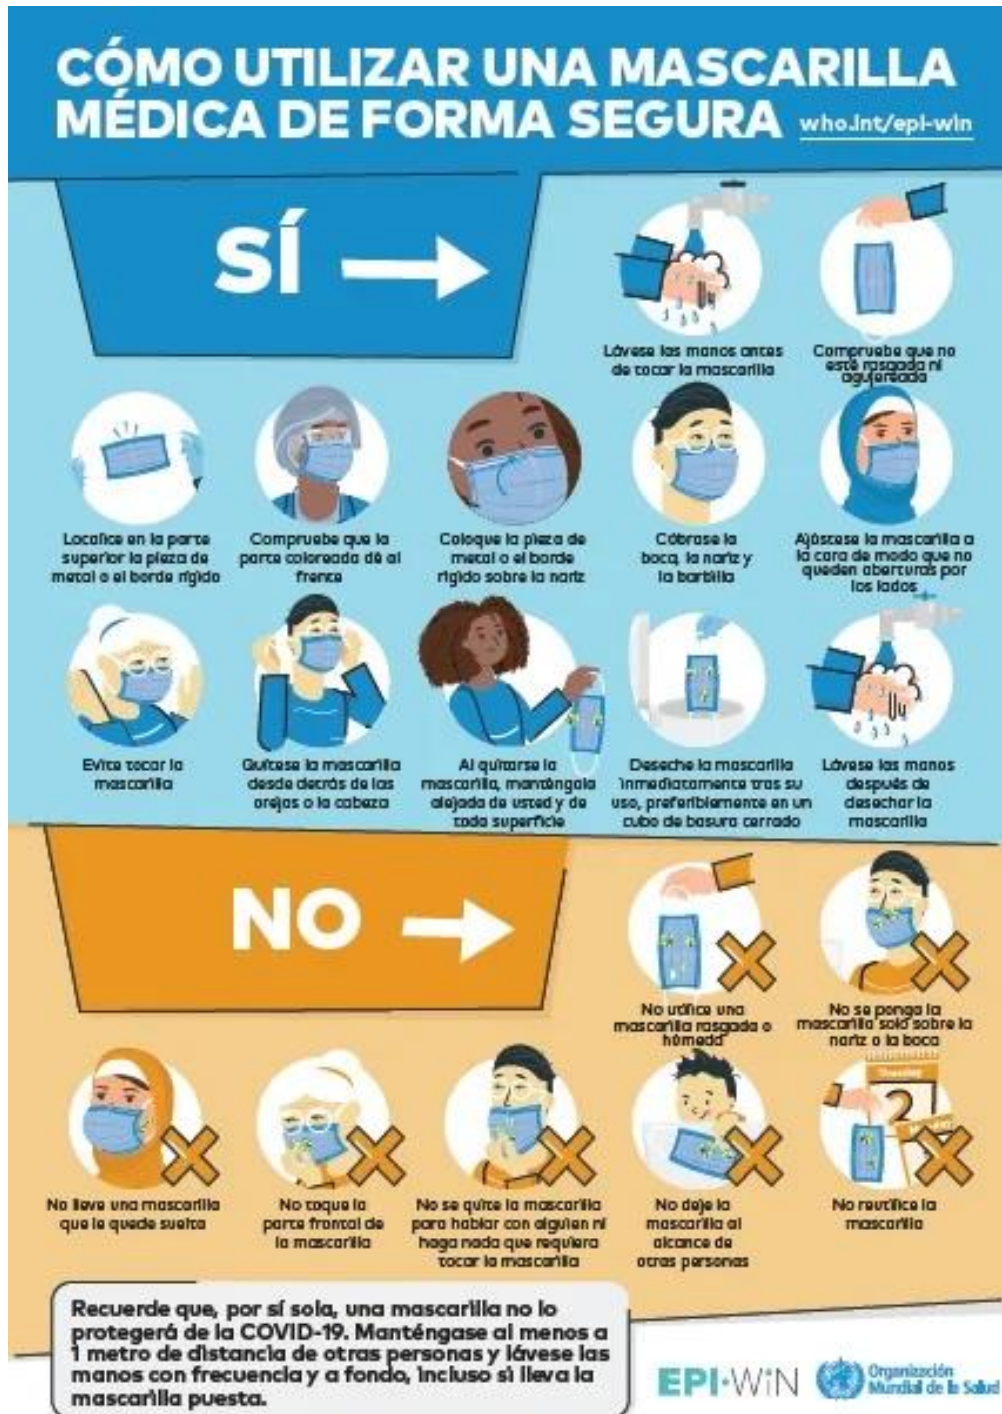 CÓMO UTILIZAR UNA MASCARILLA
MÉDICA DE FORMA SEGURA who.int/epi-win
SÍ
Lávese las manos antes
de tocar la mascarilla
Compruebe que no
esté rasgada ni
agujereada
Localice en la parte
superior la pieza de
metal o el borde rígido
Compruebe que la
parte coloreada dé al
frente
Coloque la pieza de
metal o el borde
rígido sobre la nariz
Cúbrase la
boca, la nariz y
la barbilla
Ajústese la mascarilla a
la cara de modo que no
queden aberturas por
los lados
Evite tocar la
mascarilla
Quítese la mascarilla
desde detrás de las
orejas o la cabeza
Al quitarse la
mascarilla, manténgala
alejada de usted y de
toda superficie
Deseche la mascarilla
inmediatamente tras su
uso, preferiblemente en un
cubo de basura cerrado
Lávese las manos
después de
desechar la
mascarilla
NO
No utilice una
mascarilla rasgada o
húmeda
No se ponga la
mascarilla solo sobre la
nariz o la boca
Thursday
2
No lleve una mascarilla
que le quede suelta
No toque la
parte frontal de
la mascarilla
No se quite la mascarilla
para hablar con alguien ni
haga nada que requiera
tocar la mascarilla
No deje la
mascarilla al
alcance de
otras personas
No reutilice la
mascarilla
Recuerde que, por sí sola, una mascarilla no lo
protegerá de la COVID-19. Manténgase al menos a
1 metro de distancia de otras personas y lávese las
manos con frecuencia y a fondo, incluso si lleva la
mascarilla puesta.
EPI·WiN
Organización
Mundial de la Salud